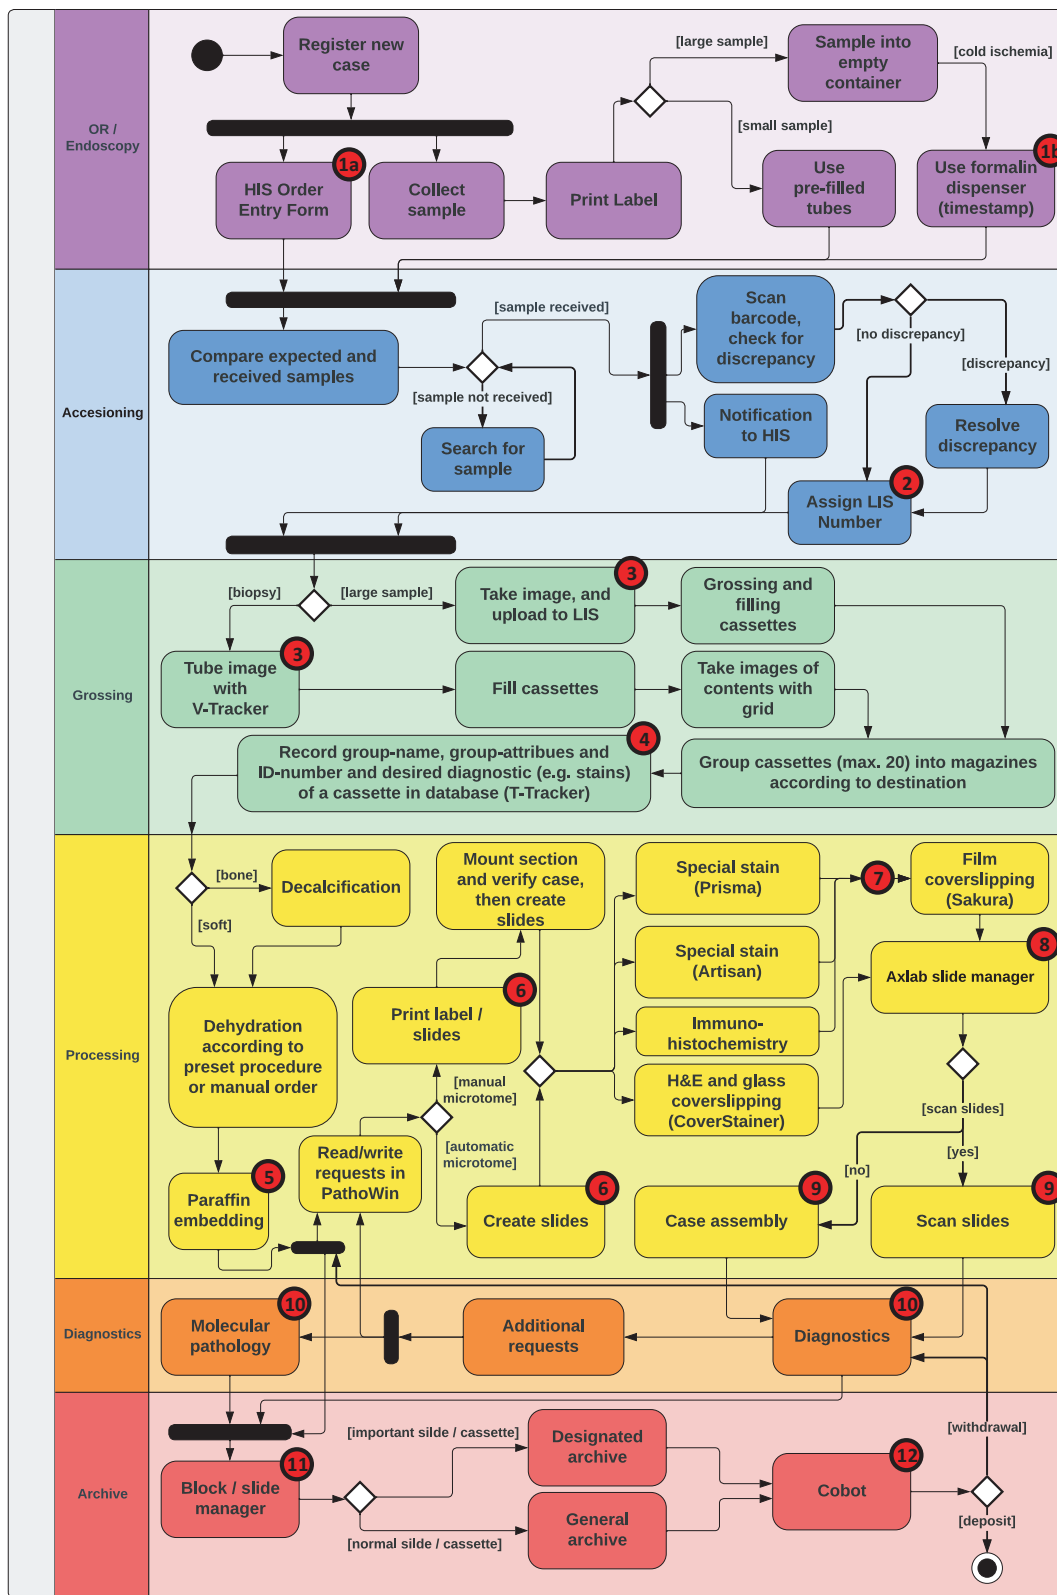 OR /
Endoscopy
Register new
case
[large sample]
Sample into
empty
container
[cold ischemia]
[small sample]
1a
HIS Order
Entry Form
Collect
sample
Print Label
Use
pre-filled
tubes
1b
Use formalin
dispenser
(timestamp)
Accesioning
Compare expected and
received samples
[sample received]
[sample not received]
Search for
sample
Scan
barcode,
check for
discrepancy
[no discrepancy]
[discrepancy]
Notification
to HIS
Resolve
discrepancy
2
Assign LIS
Number
Grossing
[biopsy]
[large sample]
3
Take image, and
upload to LIS
Grossing and
filling
cassettes
3
Tube image
with
V-Tracker
Fill cassettes
Take images of
contents with
grid
4
Record group-name, group-attribues and
ID-number and desired diagnostic (e.g. stains)
of a cassette in database (T-Tracker)
Group cassettes (max. 20) into magazines
according to destination
Processing
[bone]
Decalcification
[soft]
Mount section
and verify case,
then create
slides
Special stain
(Prisma)
7
Film
coverslipping
(Sakura)
Special stain
(Artisan)
8
Axlab slide manager
6
Print label /
slides
Dehydration
according to
preset procedure
or manual order
Immuno-
histochemistry
H&E and glass
coverslipping
(CoverStainer)
[manual
microtome]
[automatic
microtome]
[scan slides]
[yes]
[no]
Read/write
requests in
PathoWin
5
Paraffin
embedding
6
Create slides
9
Case assembly
9
Scan slides
Diagnostics
10
Molecular
pathology
Additional
requests
10
Diagnostics
Archive
[important silde / cassette]
Designated
archive
[withdrawal]
11
Block / slide
manager
12
Cobot
[normal silde / cassette]
General
archive
[deposit]